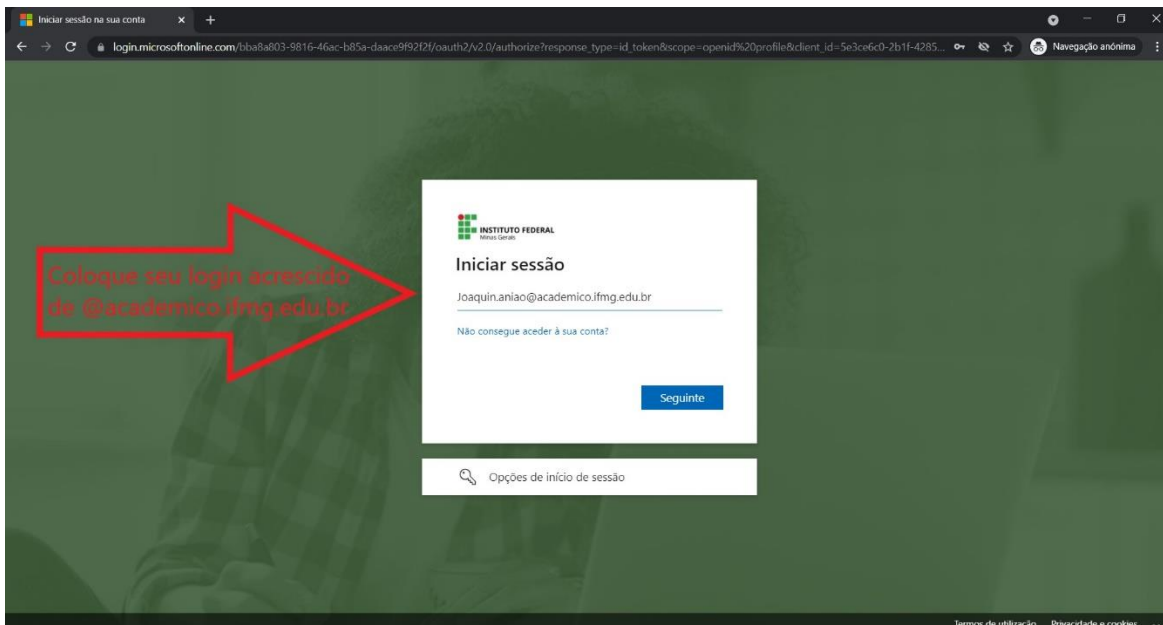 Iniciar sessão na sua conta
login.microsoftonline.com/bba8a803-9816-46ac-b85a-daace9f92f2f/oauth2/v2.0/authorize?response_type=id_token&scope=openid%20profile&client_id=5e3ce6c0-2b1f-4285...
Navegação anónima
INSTITUTO FEDERAL
Minas Gerais
Iniciar sessão
Coloque seu login acrescido
de @academico.ifmg.edu.br
Joaquin.aniao@academico.ifmg.edu.br
Não consegue aceder à sua conta?
Seguinte
Opções de início de sessão
Termos de utilização Privacidade e cookies